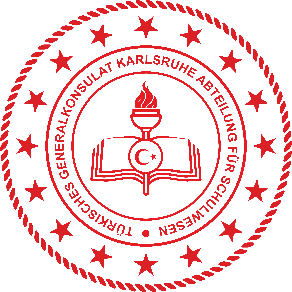 TÜRKISCHES GENERALKONSULAT KARLSRUHE ABTEILUNG FÜR SCHULWESEN